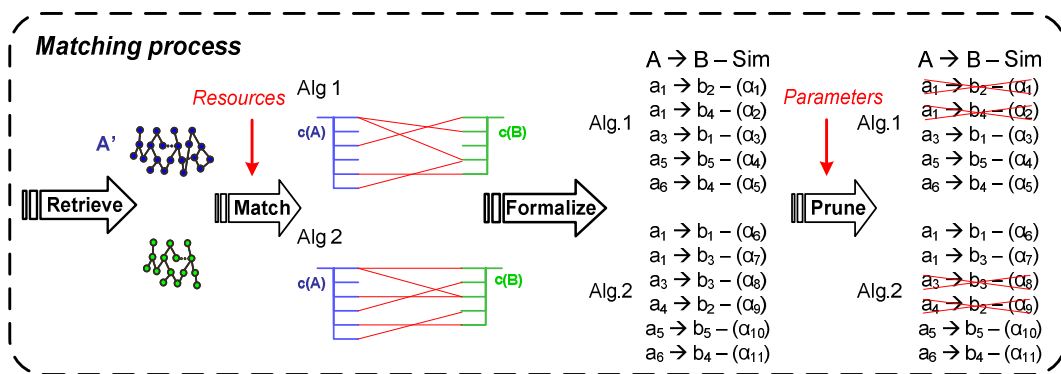 Matching process
Retrieve
A'
Resources
Match
Alg 1
c(A)
c(B)
Alg 2
c(A)
c(B)
Formalize
A → B – Sim
Alg.1
a₁ → b₂ – (α₁)
a₁ → b₄ – (α₂)
a₃ → b₁ – (α₃)
a₅ → b₅ – (α₄)
a₆ → b₄ – (α₅)
Alg.2
a₁ → b₁ – (α₆)
a₁ → b₃ – (α₇)
a₃ → b₃ – (α₈)
a₄ → b₂ – (α₉)
a₅ → b₅ – (α₁₀)
a₆ → b₄ – (α₁₁)
Parameters
Prune
A → B – Sim
Alg.1
a₁ → b₂ – (α₁)
a₁ → b₄ – (α₂)
a₃ → b₁ – (α₃)
a₅ → b₅ – (α₄)
a₆ → b₄ – (α₅)
Alg.2
a₁ → b₁ – (α₆)
a₁ → b₃ – (α₇)
a₃ → b₃ – (α₈)
a₄ → b₂ – (α₉)
a₅ → b₅ – (α₁₀)
a₆ → b₄ – (α₁₁)